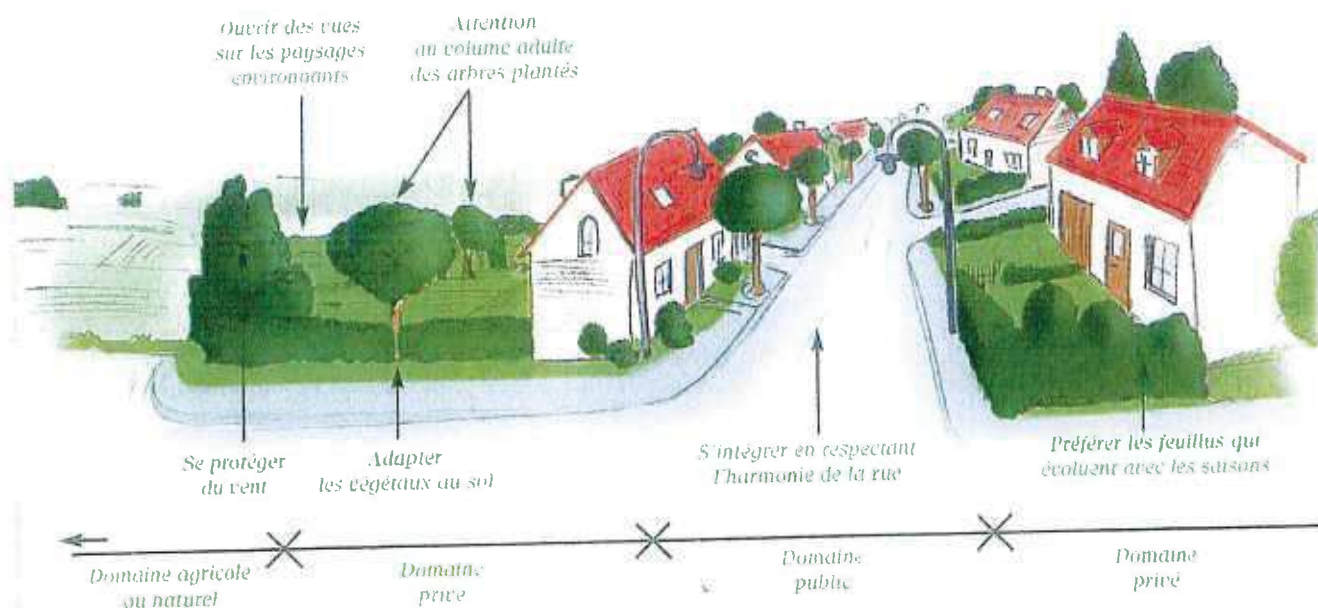 Ouvrir des vues
sur les paysages
environnants
Attention
au volume adulte
des arbres plantés
Se protéger
du vent
Adapter
les végétaux au sol
S'intégrer en respectant
l'harmonie de la rue
Préférer les feuillus qui
évoluent avec les saisons
Domaine agricole
ou naturel
Domaine
privé
Domaine
public
Domaine
privé